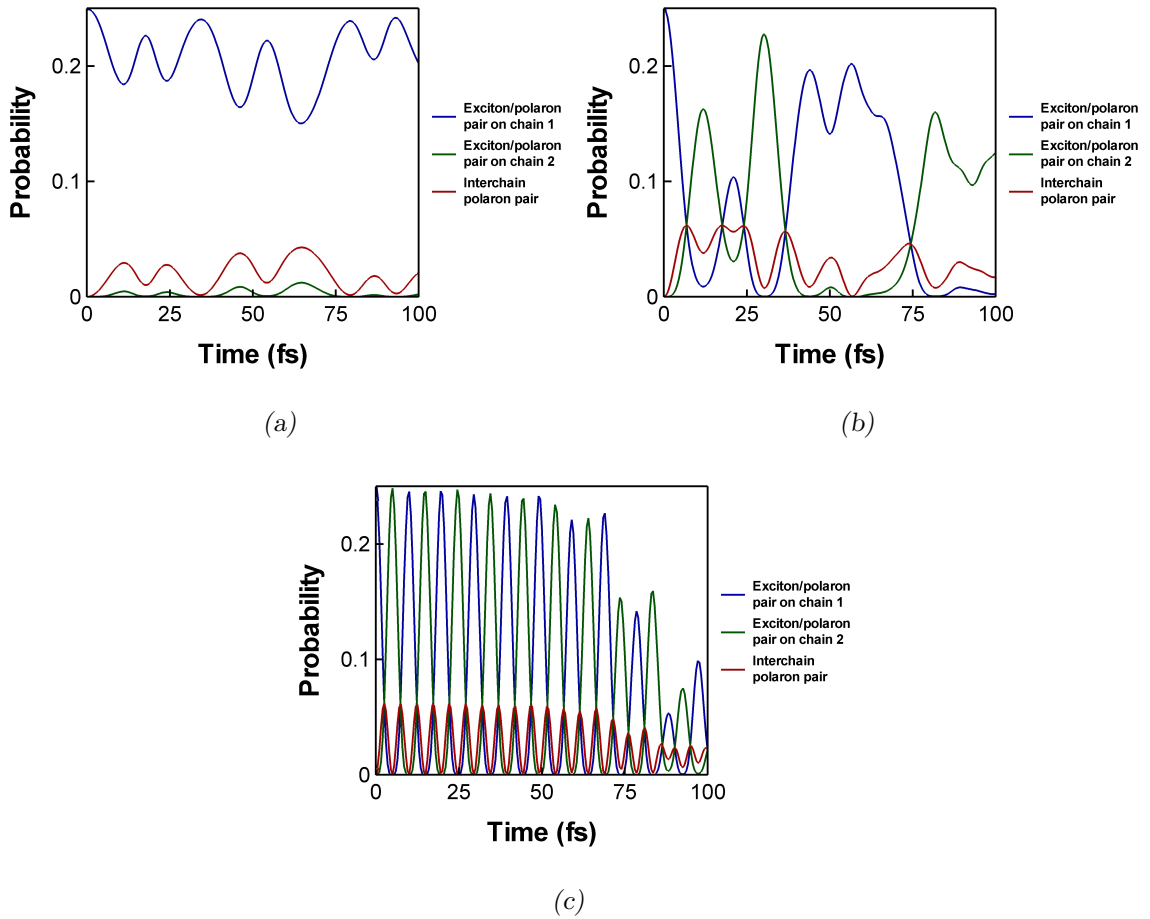 Probability
0.2
0.1
0
0 25 50 75 100
Time (fs)
Exciton/polaron
pair on chain 1
Exciton/polaron
pair on chain 2
Interchain
polaron pair
(a)
Probability
0.2
0.1
0
0 25 50 75 100
Time (fs)
Exciton/polaron
pair on chain 1
Exciton/polaron
pair on chain 2
Interchain
polaron pair
(b)
Probability
0.2
0.1
0
0 25 50 75 100
Time (fs)
Exciton/polaron
pair on chain 1
Exciton/polaron
pair on chain 2
Interchain
polaron pair
(c)